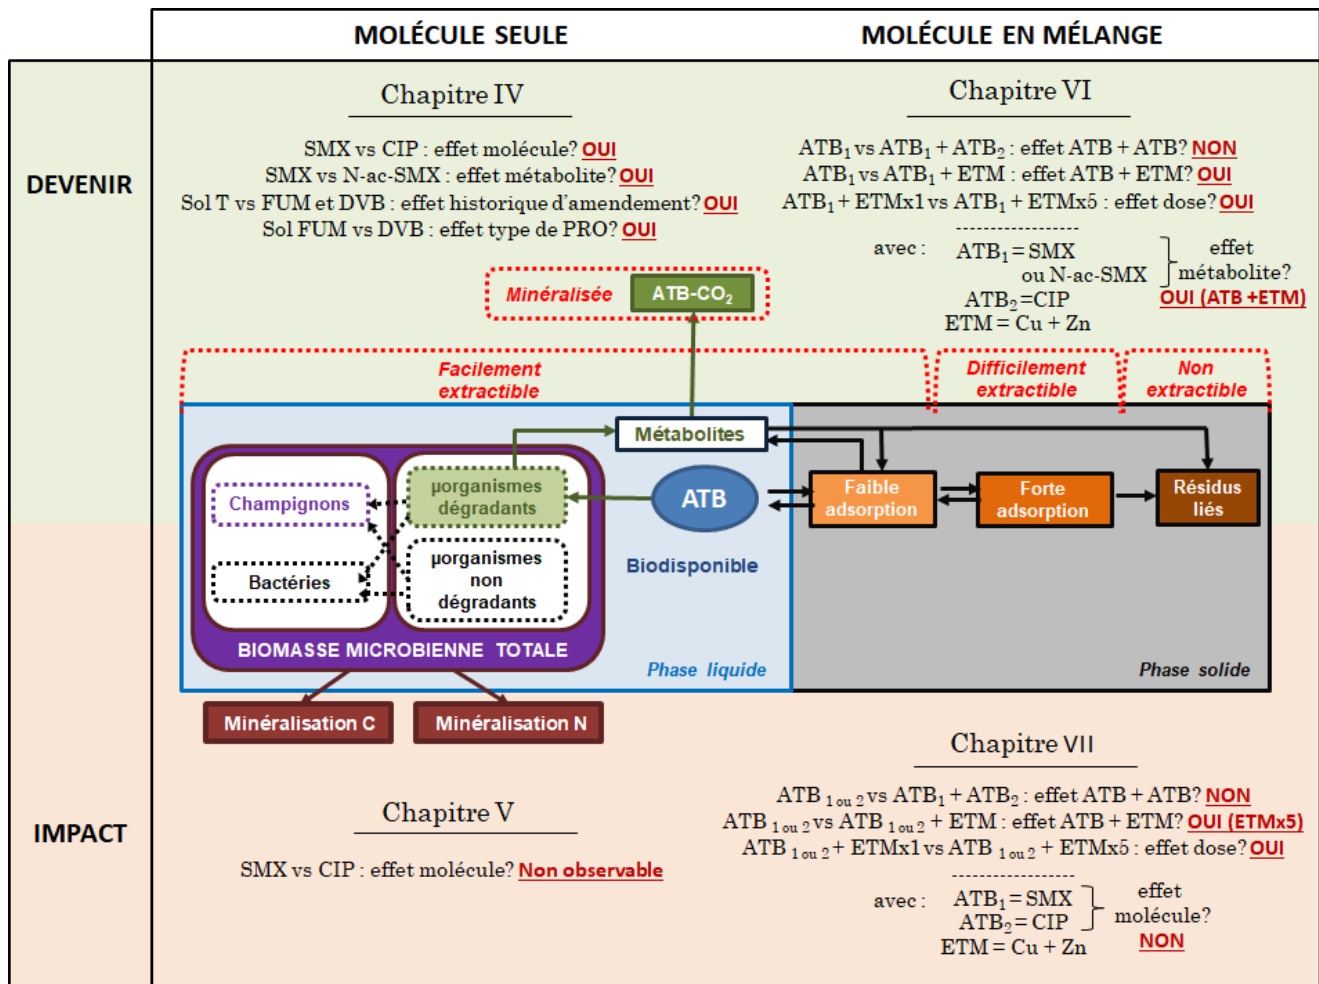 MOLÉCULE SEULE
MOLÉCULE EN MÉLANGE
DEVENIR
Chapitre IV
SMX vs CIP : effet molécule? OUI
SMX vs N-ac-SMX : effet métabolite? OUI
Sol T vs FUM et DVB : effet historique d'amendement? OUI
Sol FUM vs DVB : effet type de PRO? OUI
Chapitre VI
ATB₁ vs ATB₁ + ATB₂ : effet ATB + ATB? NON
ATB₁ vs ATB₁ + ETM : effet ATB + ETM? OUI
ATB₁ + ETMx1 vs ATB₁ + ETMx5 : effet dose? OUI
------------------
avec : ATB₁ = SMX
ou N-ac-SMX
ATB₂=CIP
ETM = Cu + Zn
effet
métabolite?
OUI (ATB +ETM)
Minéralisée
ATB-CO₂
Facilement
extractible
Difficilement
extractible
Non
extractible
Métabolites
Champignons
µorganismes
dégradants
ATB
Faible
adsorption
Forte
adsorption
Résidus
liés
Bactéries
µorganismes
non
dégradants
Biodisponible
BIOMASSE MICROBIENNE TOTALE
Phase liquide
Phase solide
Minéralisation C
Minéralisation N
IMPACT
Chapitre V
SMX vs CIP : effet molécule? Non observable
Chapitre VII
ATB ₁ ou ₂ vs ATB₁ + ATB₂ : effet ATB + ATB? NON
ATB ₁ ou ₂ vs ATB ₁ ou ₂ + ETM : effet ATB + ETM? OUI (ETMx5)
ATB ₁ ou ₂ + ETMx1 vs ATB ₁ ou ₂ + ETMx5 : effet dose? OUI
------------------
avec : ATB₁ = SMX
ATB₂ = CIP
ETM = Cu + Zn
effet
molécule?
NON